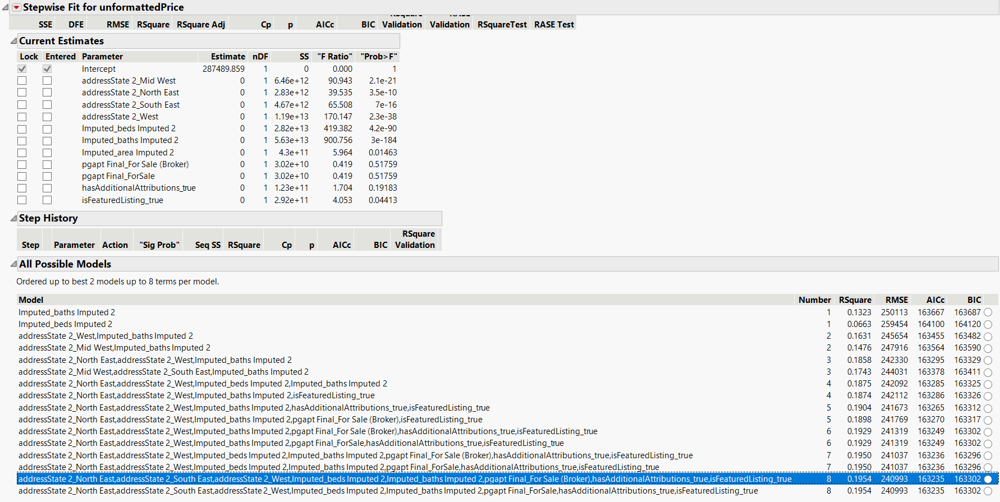 Stepwise Fit for unformattedPrice
SSE DFE RMSE RSquare RSquare Adj Cp p AICc BIC Validation Validation RSquareTest RASE Test
Current Estimates
Lock Entered Parameter Estimate nDF SS "F Ratio" "Prob>F"
Intercept 287489.859 1 0 0.000 1
addressState 2_Mid West 0 1 6.46e+12 90.943 2.1e-21
addressState 2_North East 0 1 2.83e+12 39.535 3.5e-10
addressState 2_South East 0 1 4.67e+12 65.508 7e-16
addressState 2_West 0 1 1.19e+13 170.147 2.3e-38
Imputed_beds Imputed 2 0 1 2.82e+13 419.382 4.2e-90
Imputed_baths Imputed 2 0 1 5.63e+13 900.756 3e-184
Imputed_area Imputed 2 0 1 4.3e+11 5.964 0.01463
pgapt Final_For Sale (Broker) 0 1 3.02e+10 0.419 0.51759
pgapt Final_ForSale 0 1 3.02e+10 0.419 0.51759
hasAdditionalAttributions_true 0 1 1.23e+11 1.704 0.19183
isFeaturedListing_true 0 1 2.92e+11 4.053 0.04413
Step History
RSquare
Step Parameter Action "Sig Prob" Seq SS RSquare Cp p AICc BIC Validation
All Possible Models
Ordered up to best 2 models up to 8 terms per model.
Model Number RSquare RMSE AICc BIC
Imputed_baths Imputed 2 1 0.1323 250113 163667 163687
Imputed_beds Imputed 2 1 0.0663 259454 164100 164120
addressState 2_West,Imputed_baths Imputed 2 2 0.1631 245654 163455 163482
addressState 2_Mid West,Imputed_baths Imputed 2 2 0.1476 247916 163564 163590
addressState 2_North East,addressState 2_West,Imputed_baths Imputed 2 3 0.1858 242330 163295 163329
addressState 2_Mid West,addressState 2_South East,Imputed_baths Imputed 2 3 0.1743 244031 163378 163411
addressState 2_North East,addressState 2_West,Imputed_beds Imputed 2,Imputed_baths Imputed 2 4 0.1875 242092 163285 163325
addressState 2_North East,addressState 2_West,Imputed_baths Imputed 2,isFeaturedListing_true 4 0.1874 242112 163286 163326
addressState 2_North East,addressState 2_West,Imputed_baths Imputed 2,hasAdditionalAttributions_true,isFeaturedListing_true 5 0.1904 241673 163265 163312
addressState 2_North East,addressState 2_West,Imputed_baths Imputed 2,pgapt Final_For Sale (Broker),isFeaturedListing_true 5 0.1898 241769 163270 163317
addressState 2_North East,addressState 2_West,Imputed_baths Imputed 2,pgapt Final_For Sale (Broker),hasAdditionalAttributions_true,isFeaturedListing_true 6 0.1929 241319 163249 163302
addressState 2_North East,addressState 2_West,Imputed_baths Imputed 2,pgapt Final_ForSale,hasAdditionalAttributions_true,isFeaturedListing_true 6 0.1929 241319 163249 163302
addressState 2_North East,addressState 2_West,Imputed_beds Imputed 2,Imputed_baths Imputed 2,pgapt Final_For Sale (Broker),hasAdditionalAttributions_true,isFeaturedListing_true 7 0.1950 241037 163236 163296
addressState 2_North East,addressState 2_West,Imputed_beds Imputed 2,Imputed_baths Imputed 2,pgapt Final_ForSale,hasAdditionalAttributions_true,isFeaturedListing_true 7 0.1950 241037 163236 163296
addressState 2_North East,addressState 2_South East,addressState 2_West,Imputed_beds Imputed 2,Imputed_baths Imputed 2,pgapt Final_For Sale (Broker),hasAdditionalAttributions_true,isFeaturedListing_true 8 0.1954 240993 163235 163302
addressState 2_North East,addressState 2_South East,addressState 2_West,Imputed_beds Imputed 2,Imputed_baths Imputed 2,pgapt Final_ForSale,hasAdditionalAttributions_true,isFeaturedListing_true 8 0.1954 240993 163235 163302